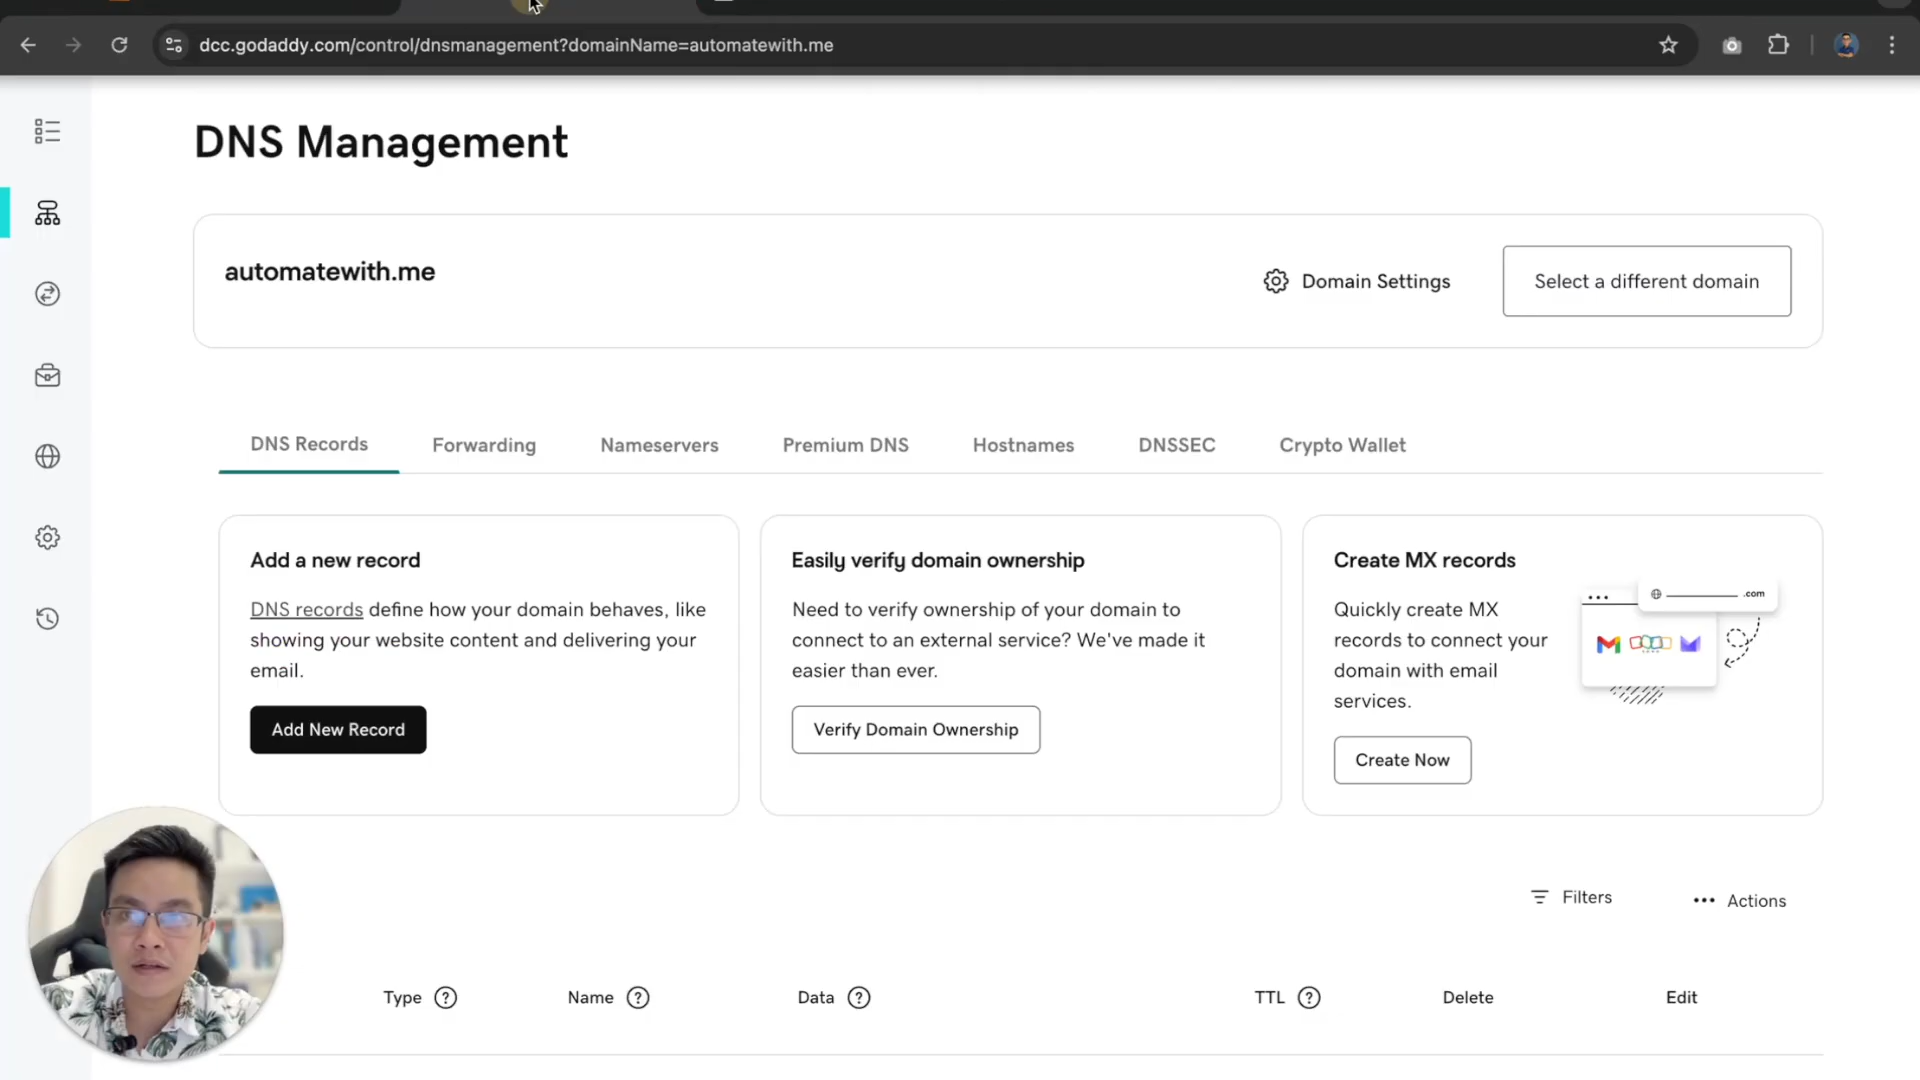 dcc.godaddy.com/control/dnsmanagement?domainName=automatewith.me
DNS Management
automatewith.me
Domain Settings
Select a different domain
DNS Records
Forwarding
Nameservers
Premium DNS
Hostnames
DNSSEC
Crypto Wallet
Add a new record
DNS records define how your domain behaves, like
showing your website content and delivering your
email.
Add New Record
Easily verify domain ownership
Need to verify ownership of your domain to
connect to an external service? We've made it
easier than ever.
Verify Domain Ownership
Create MX records
Quickly create MX
records to connect your
domain with email
services.
.com
Create Now
Filters
Actions
Type ?
Name ?
Data ?
TTL ?
Delete
Edit